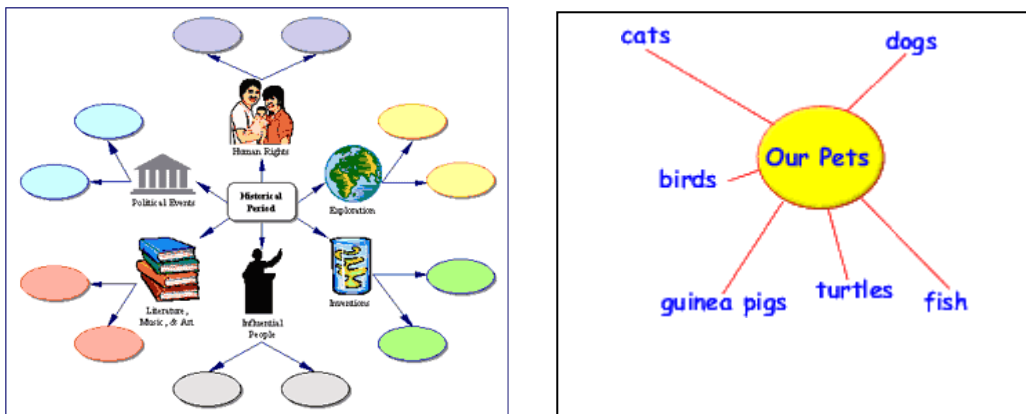 Human Rights
Political Events
Historical
Period
Exploration
Literature,
Music, & Art
Influential
People
Inventions
cats
dogs
Our Pets
birds
guinea pigs
turtles
fish